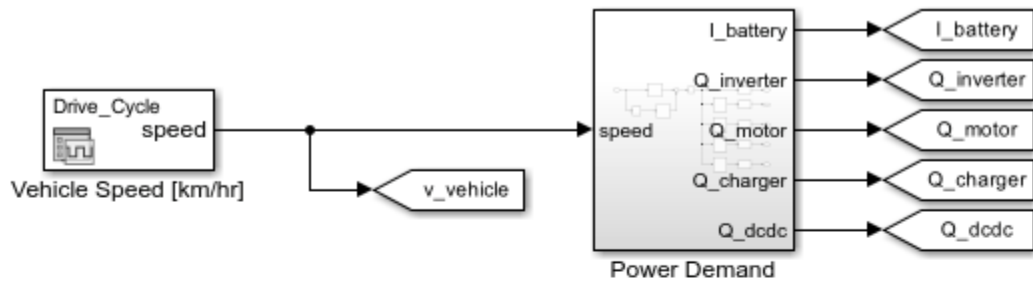 Drive_Cycle
speed
Vehicle Speed [km/hr]
v_vehicle
speed
I_battery
Q_inverter
Q_motor
Q_charger
Q_dcdc
Power Demand
I_battery
Q_inverter
Q_motor
Q_charger
Q_dcdc